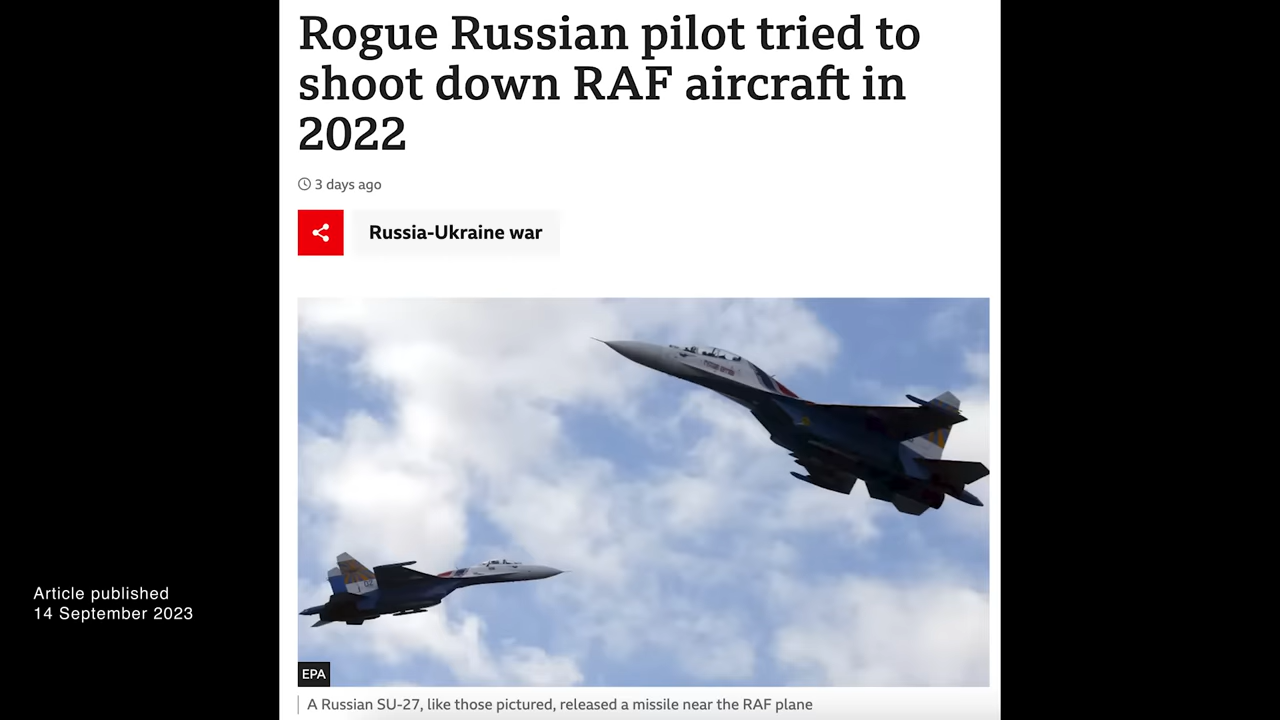 Rogue Russian pilot tried to
shoot down RAF aircraft in
2022
3 days ago
Russia-Ukraine war
Article published
14 September 2023
EPA
A Russian SU-27, like those pictured, released a missile near the RAF plane